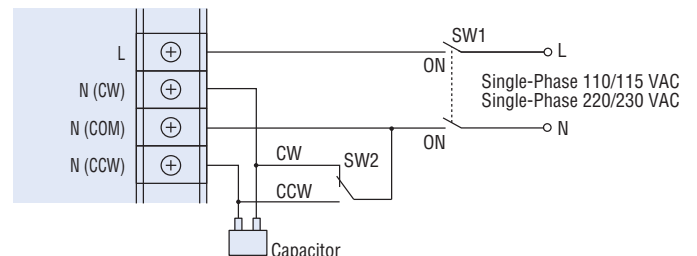 SW1
L
L
ON
Single-Phase 110/115 VAC
Single-Phase 220/230 VAC
N (CW)
N (COM)
ON
N
N (CCW)
CW
SW2
CCW
Capacitor